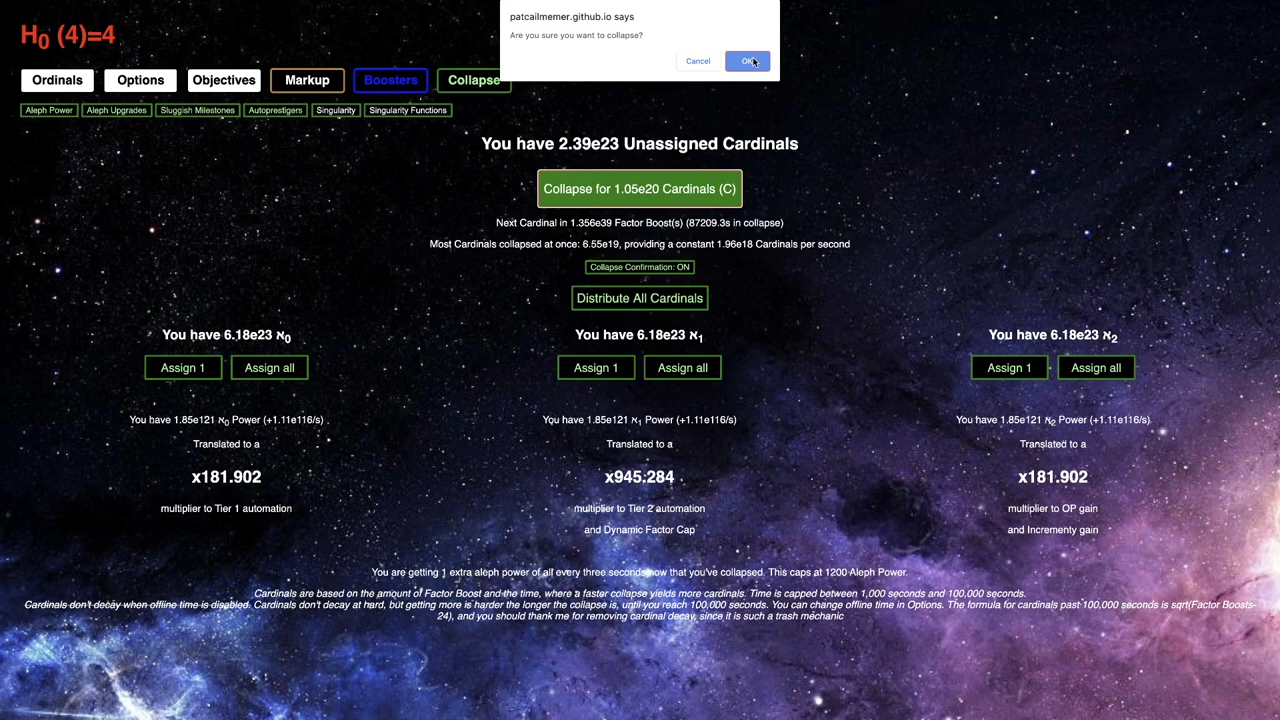 patcailmemer.github.io says
Are you sure you want to collapse?
Cancel
OK
H₀ (4)=4
Ordinals Options Objectives Markup Boosters Collapse
Aleph Power Aleph Upgrades Sluggish Milestones Autoprestigers Singularity Singularity Functions
You have 2.39e23 Unassigned Cardinals
Collapse for 1.05e20 Cardinals (C)
Next Cardinal in 1.356e39 Factor Boost(s) (87209.3s in collapse)
Most Cardinals collapsed at once: 6.55e19, providing a constant 1.96e18 Cardinals per second
Collapse Confirmation: ON
Distribute All Cardinals
You have 6.18e23 ℵ₀
Assign 1 Assign all
You have 1.85e121 ℵ₀ Power (+1.11e116/s)
Translated to a
x181.902
multiplier to Tier 1 automation
You have 6.18e23 ℵ₁
Assign 1 Assign all
You have 1.85e121 ℵ₁ Power (+1.11e116/s)
Translated to a
x945.284
multiplier to Tier 2 automation
and Dynamic Factor Cap
You have 6.18e23 ℵ₂
Assign 1 Assign all
You have 1.85e121 ℵ₂ Power (+1.11e116/s)
Translated to a
x181.902
multiplier to OP gain
and Incrementy gain
You are getting 1 extra aleph power of all every three seconds now that you've collapsed. This caps at 1200 Aleph Power.
Cardinals are based on the amount of Factor Boost and the time, where a faster collapse yields more cardinals. Time is capped between 1,000 seconds and 100,000 seconds.
Cardinals don't decay when offline time is disabled. Cardinals don't decay at hard, but getting more is harder the longer the collapse is, until you reach 100,000 seconds. You can change offline time in Options. The formula for cardinals past 100,000 seconds is sqrt(Factor Boosts-
24), and you should thank me for removing cardinal decay, since it is such a trash mechanic